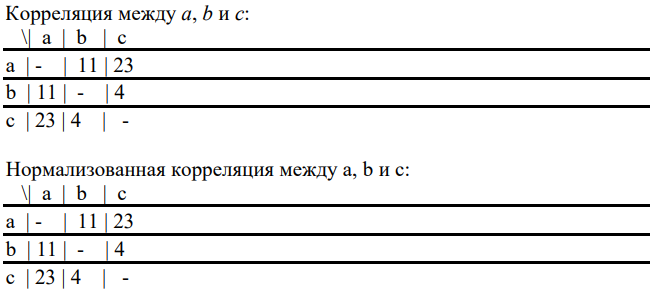 Корреляция между a, b и c:
\| a | b | c
a | - | 11 | 23
b | 11 | - | 4
c | 23 | 4 | -
Нормализованная корреляция между a, b и c:
\| a | b | c
a | - | 11 | 23
b | 11 | - | 4
c | 23 | 4 | -